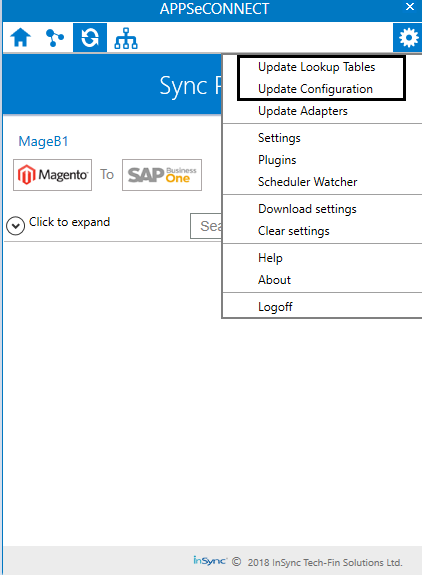 APPSeCONNECT
Sync P
Update Lookup Tables
Update Configuration
Update Adapters
Settings
Plugins
Scheduler Watcher
Download settings
Clear settings
Help
About
Logoff
MageB1
Magento To SAP Business One
Click to expand
Sea
insync © 2018 InSync Tech-Fin Solutions Ltd.